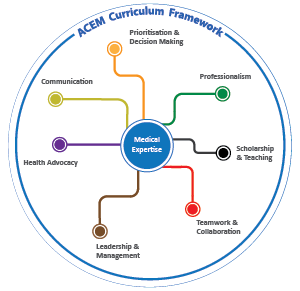 ACEM Curriculum Framework
Prioritisation &
Decision Making
Communication
Professionalism
Medical
Expertise
Scholarship
& Teaching
Health Advocacy
Teamwork &
Collaboration
Leadership &
Management